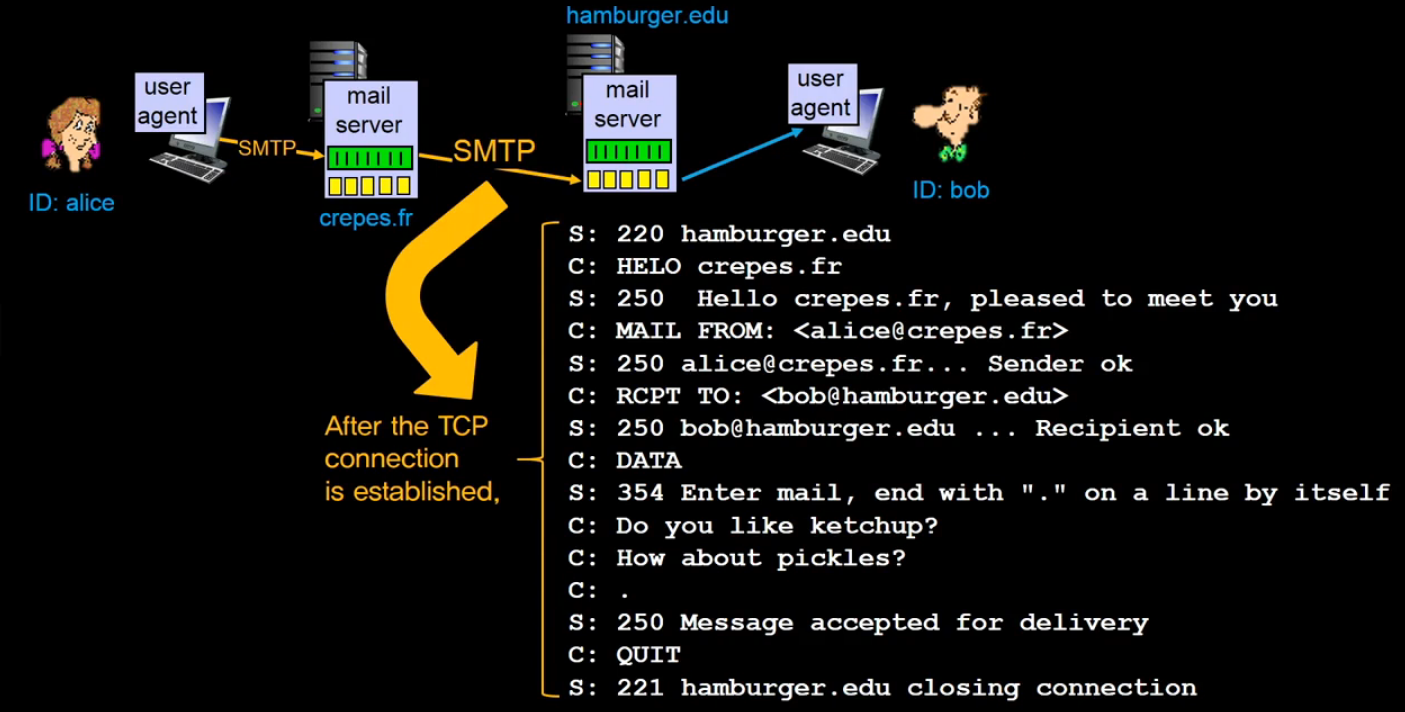 hamburger.edu
user
agent
mail
server
mail
server
user
agent
SMTP
SMTP
ID: alice
crepes.fr
ID: bob
After the TCP
connection
is established,
S: 220 hamburger.edu
C: HELO crepes.fr
S: 250  Hello crepes.fr, pleased to meet you
C: MAIL FROM: <alice@crepes.fr>
S: 250 alice@crepes.fr... Sender ok
C: RCPT TO: <bob@hamburger.edu>
S: 250 bob@hamburger.edu ... Recipient ok
C: DATA
S: 354 Enter mail, end with "." on a line by itself
C: Do you like ketchup?
C: How about pickles?
C: .
S: 250 Message accepted for delivery
C: QUIT
S: 221 hamburger.edu closing connection